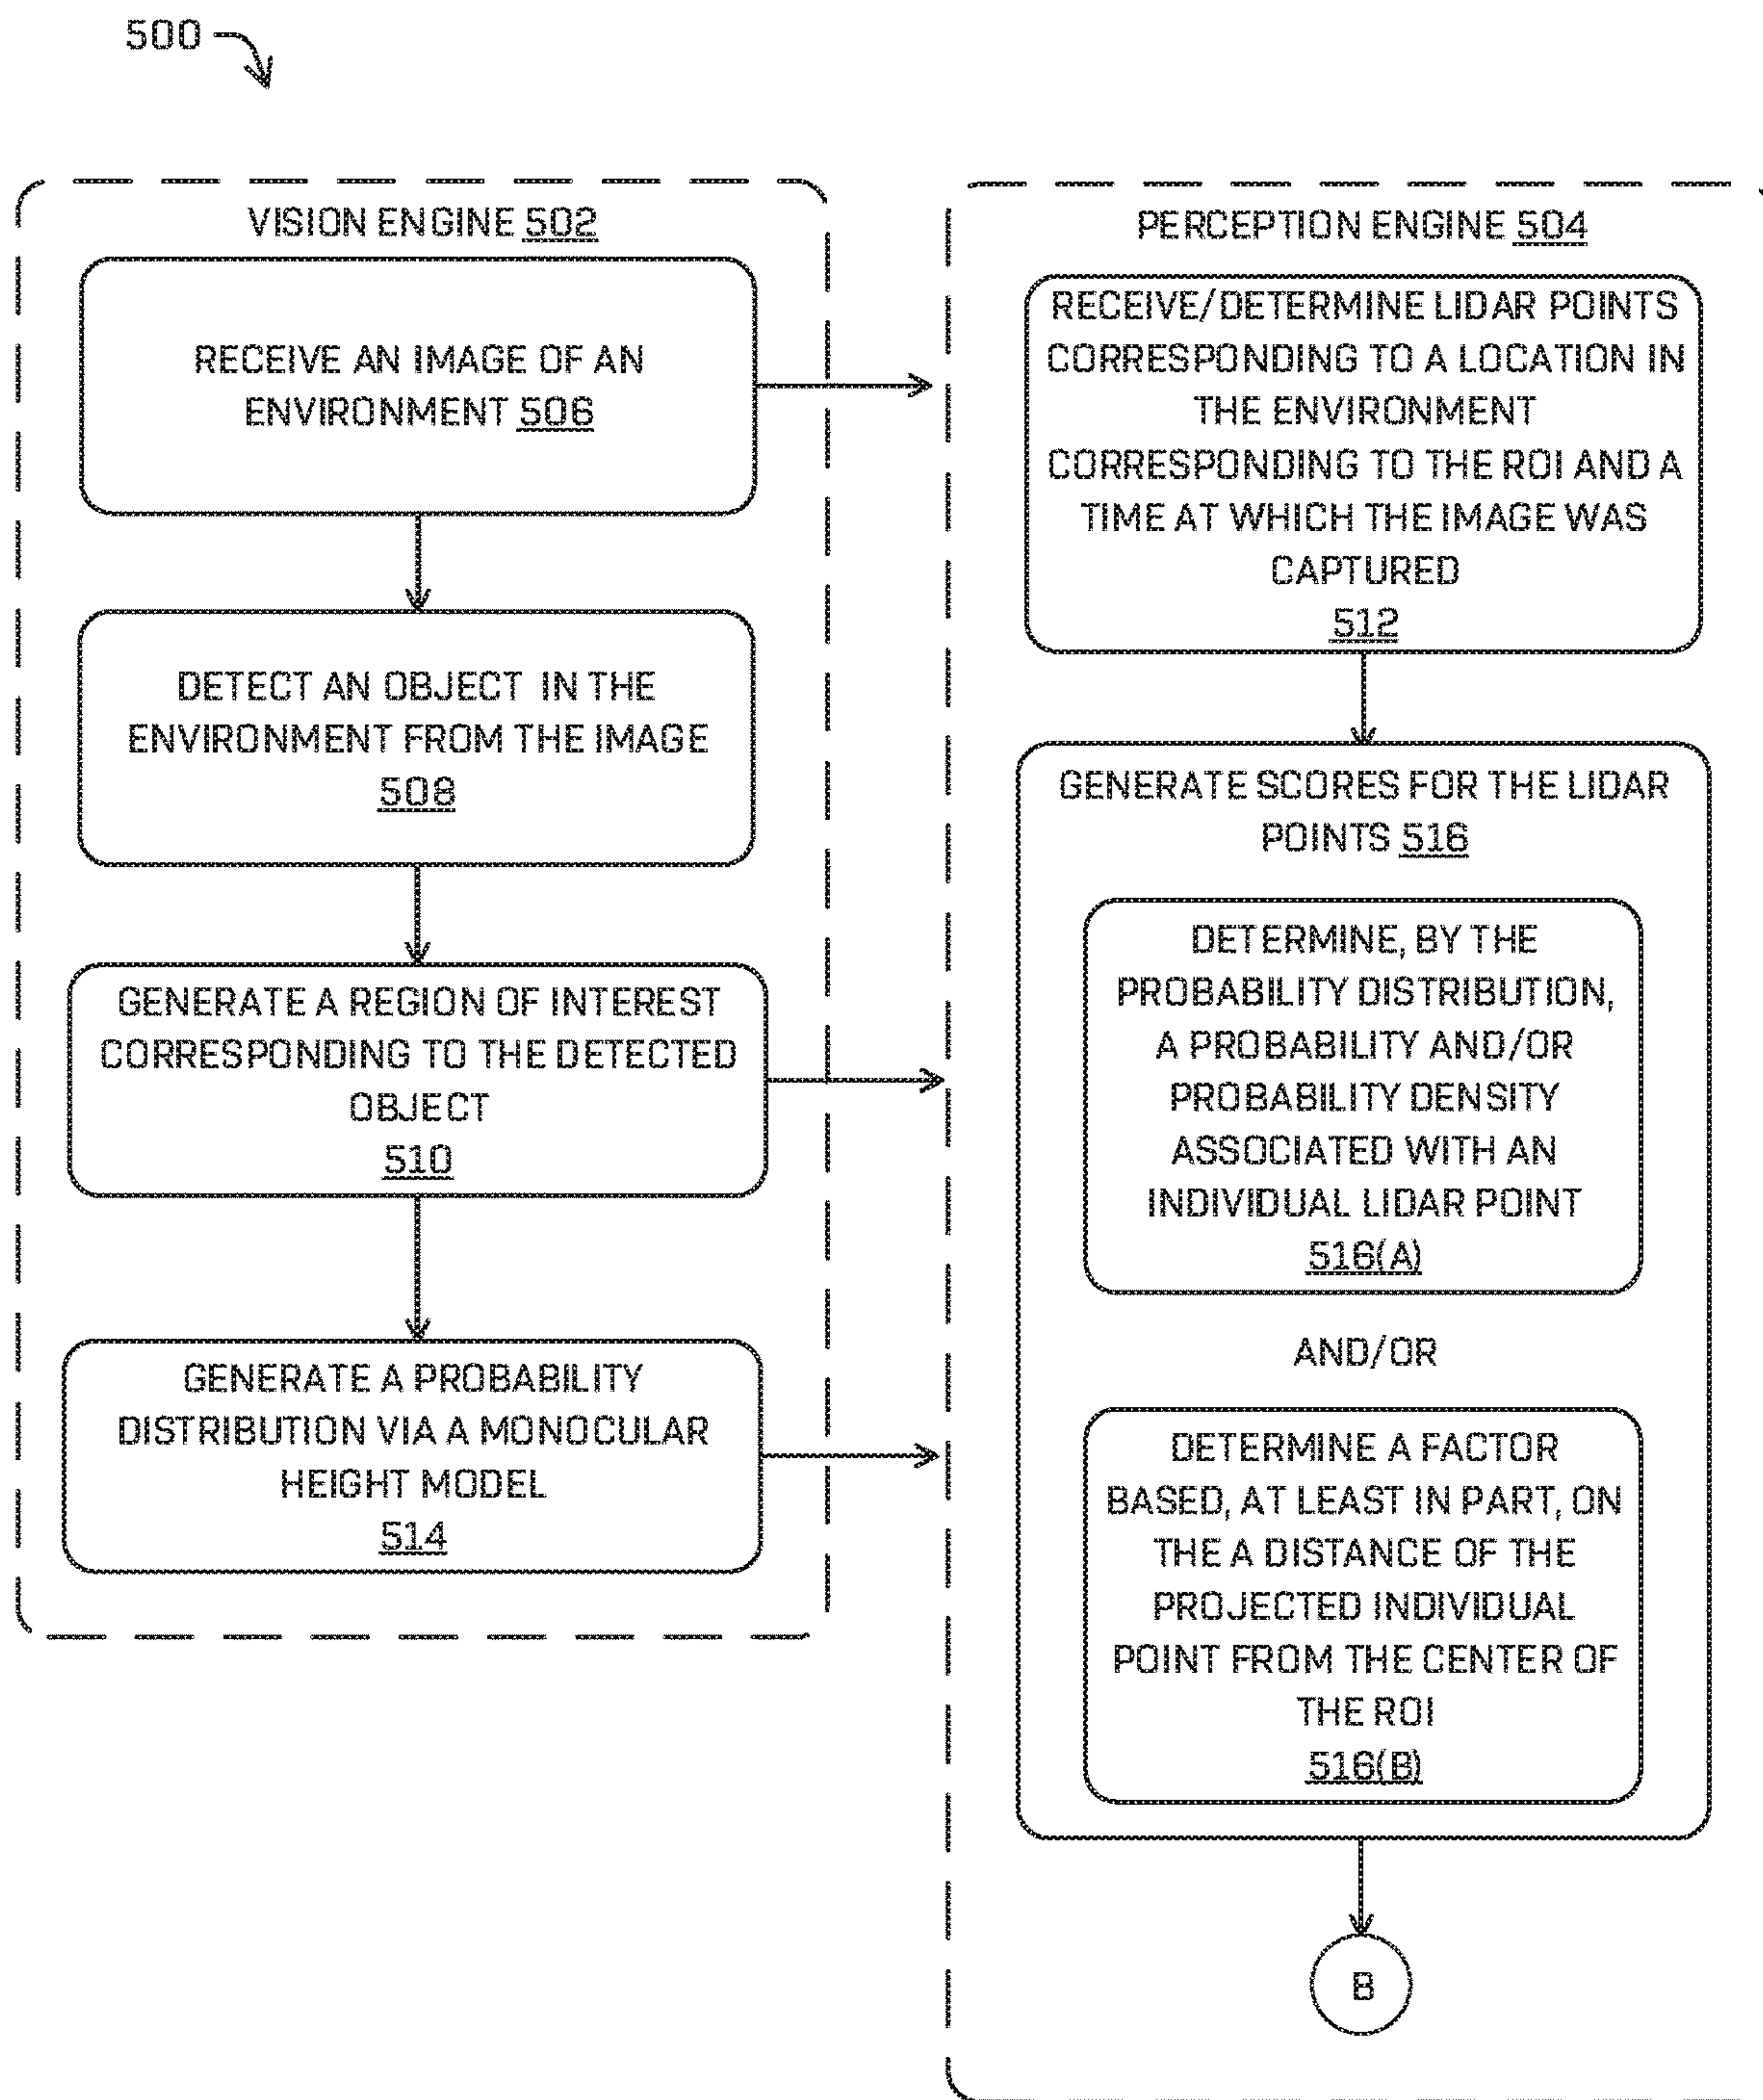 500
VISION ENGINE 502
RECEIVE AN IMAGE OF AN
ENVIRONMENT 506
DETECT AN OBJECT IN THE
ENVIRONMENT FROM THE IMAGE
508
GENERATE A REGION OF INTEREST
CORRESPONDING TO THE DETECTED
OBJECT
510
GENERATE A PROBABILITY
DISTRIBUTION VIA A MONOCULAR
HEIGHT MODEL
514
PERCEPTION ENGINE 504
RECEIVE/DETERMINE LIDAR POINTS
CORRESPONDING TO A LOCATION IN
THE ENVIRONMENT
CORRESPONDING TO THE ROI AND A
TIME AT WHICH THE IMAGE WAS
CAPTURED
512
GENERATE SCORES FOR THE LIDAR
POINTS 516
DETERMINE, BY THE
PROBABILITY DISTRIBUTION,
A PROBABILITY AND/OR
PROBABILITY DENSITY
ASSOCIATED WITH AN
INDIVIDUAL LIDAR POINT
516(A)
AND/OR
DETERMINE A FACTOR
BASED, AT LEAST IN PART, ON
THE A DISTANCE OF THE
PROJECTED INDIVIDUAL
POINT FROM THE CENTER OF
THE ROI
516(B)
B